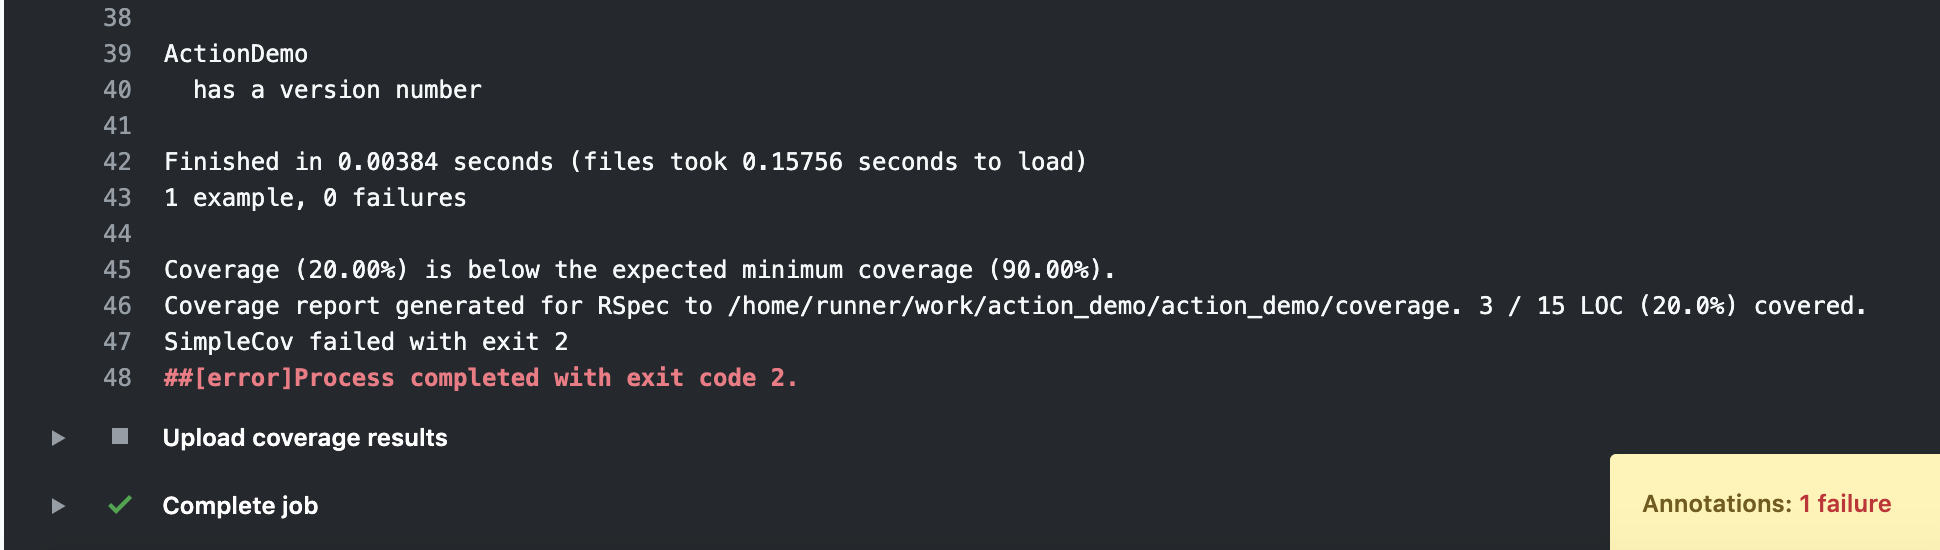 38
39 ActionDemo
40 has a version number
41
42 Finished in 0.00384 seconds (files took 0.15756 seconds to load)
43 1 example, 0 failures
44
45 Coverage (20.00%) is below the expected minimum coverage (90.00%).
46 Coverage report generated for RSpec to /home/runner/work/action_demo/action_demo/coverage. 3 / 15 LOC (20.0%) covered.
47 SimpleCov failed with exit 2
48 ##[error]Process completed with exit code 2.
Upload coverage results
Complete job
Annotations: 1 failure